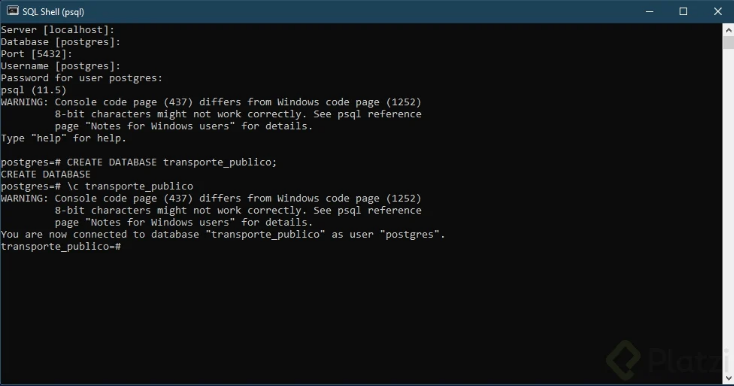 SQL Shell (psql)
Server [localhost]:
Database [postgres]:
Port [5432]:
Username [postgres]:
Password for user postgres:
psql (11.5)
WARNING: Console code page (437) differs from Windows code page (1252)
         8-bit characters might not work correctly. See psql reference
         page "Notes for Windows users" for details.
Type "help" for help.

postgres=# CREATE DATABASE transporte_publico;
CREATE DATABASE
postgres=# \c transporte_publico
WARNING: Console code page (437) differs from Windows code page (1252)
         8-bit characters might not work correctly. See psql reference
         page "Notes for Windows users" for details.
You are now connected to database "transporte_publico" as user "postgres".
transporte_publico=#
Platzi